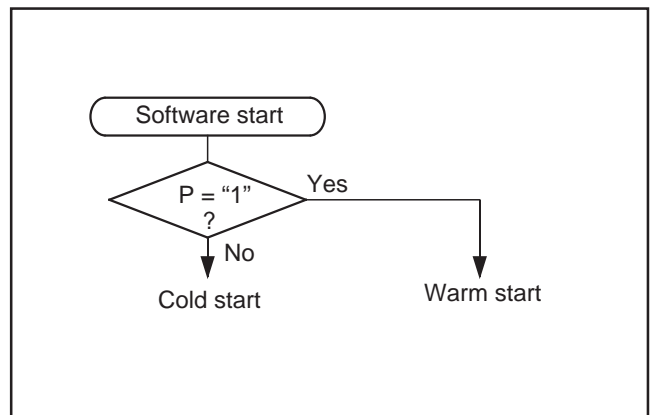 Software start
P = “1”
?
Yes
No
Cold start
Warm start